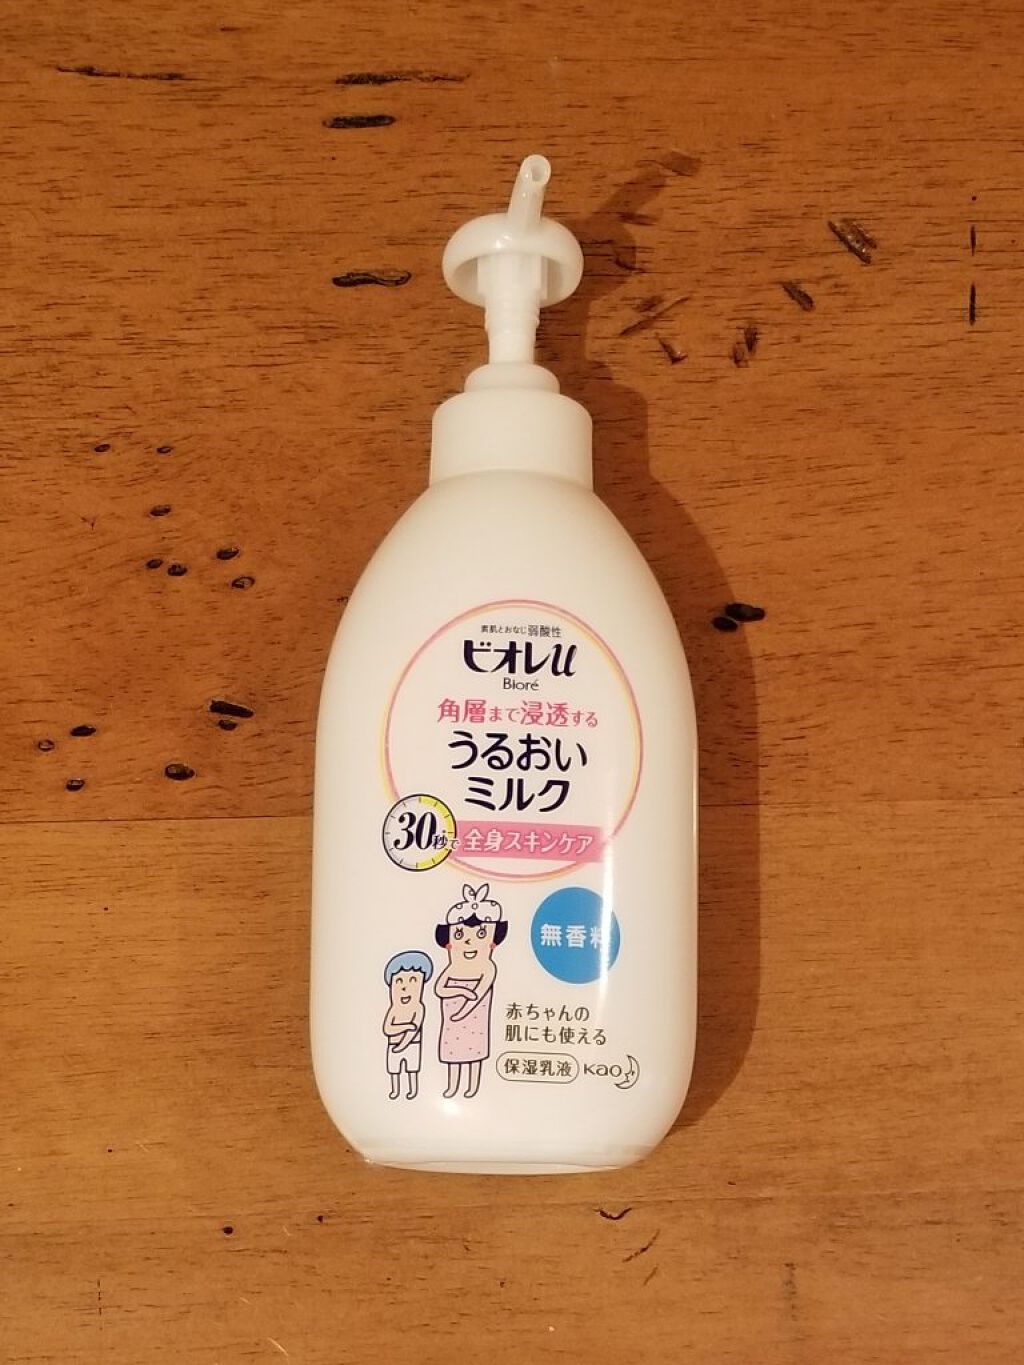 素肌とおなじ弱酸性
ビオレu
Bioré
角層まで浸透する
うるおい
ミルク
30秒で全身スキンケア
無香料
赤ちゃんの
肌にも使える
保湿乳液 Kao